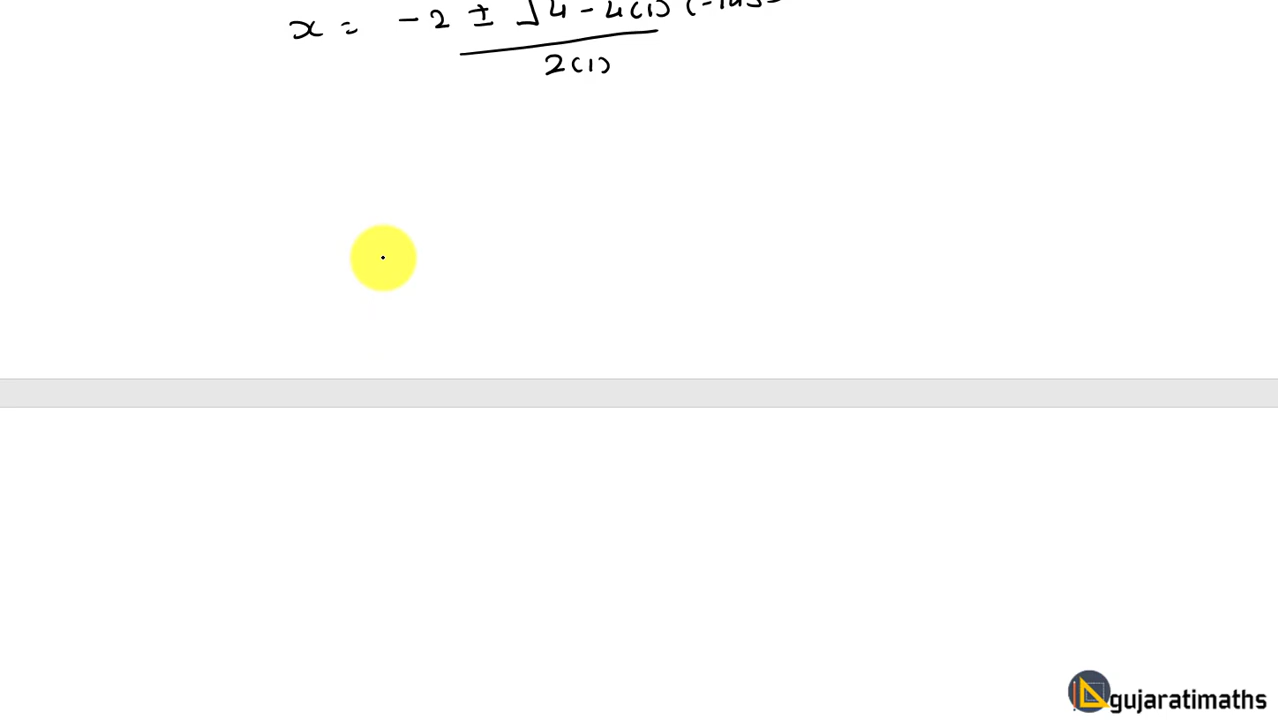 x = -2 ± √4 - 4(1)
2(1)
gujaratimaths